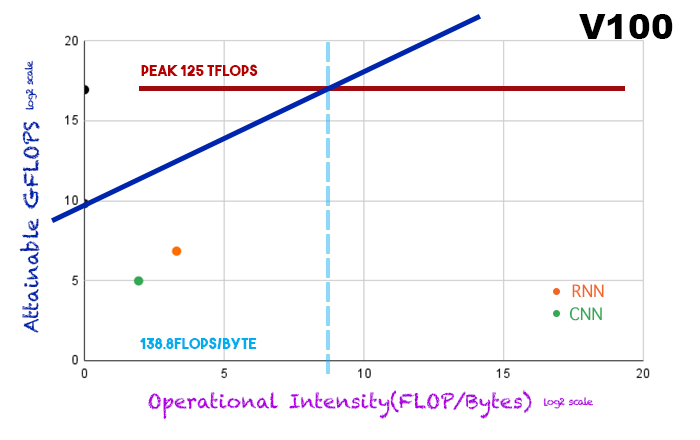 V100
20
PEAK 125 TFLOPS
15
10
5
0
Attainable GFLOPS log2 scale
RNN
CNN
138.8FLOPS/BYTE
0 5 10 15 20
Operational Intensity(FLOP/Bytes) log2 scale